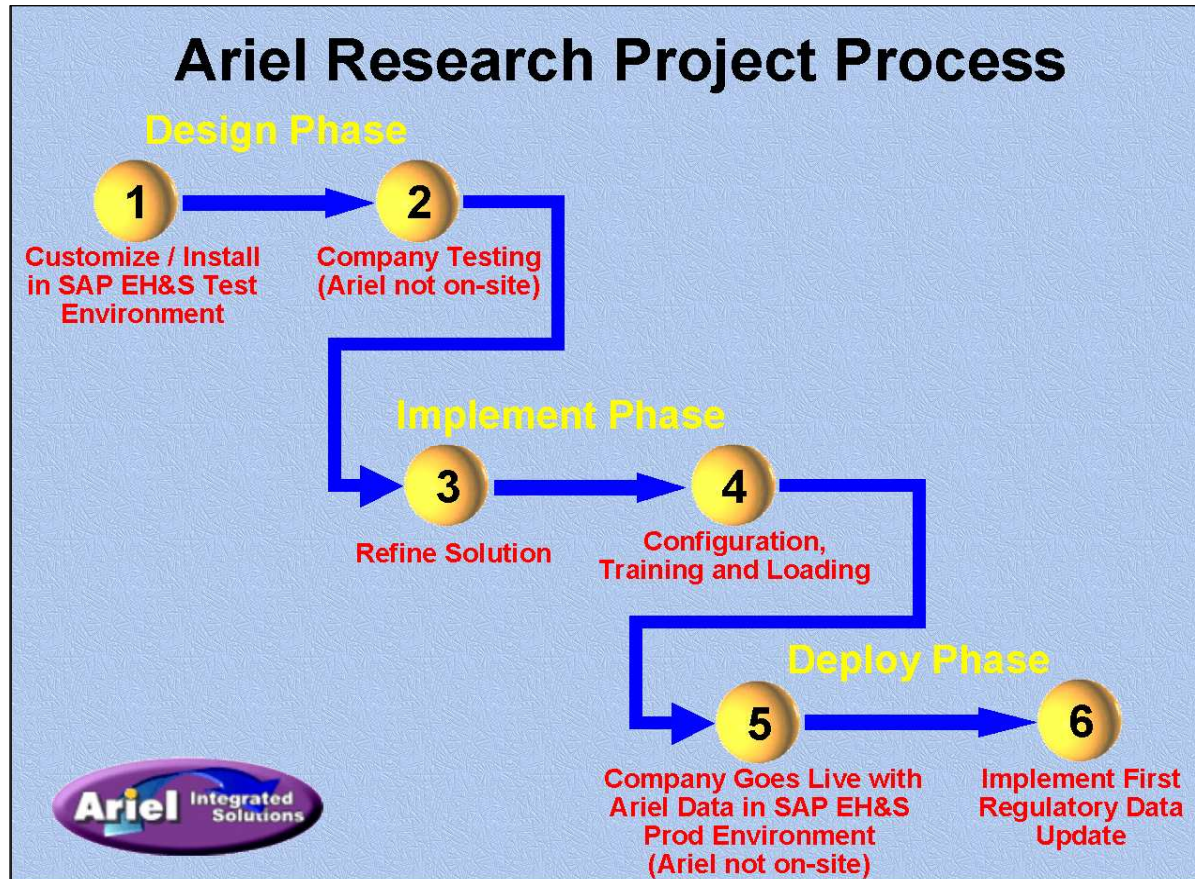 Ariel Research Project Process
Design Phase
1
2
Customize / Install
in SAP EH&S Test
Environment
Company Testing
(Ariel not on-site)
Implement Phase
3
4
Refine Solution
Configuration,
Training and Loading
Deploy Phase
5
6
Company Goes Live with
Ariel Data in SAP EH&S
Prod Environment
(Ariel not on-site)
Implement First
Regulatory Data
Update
Ariel Integrated
Solutions